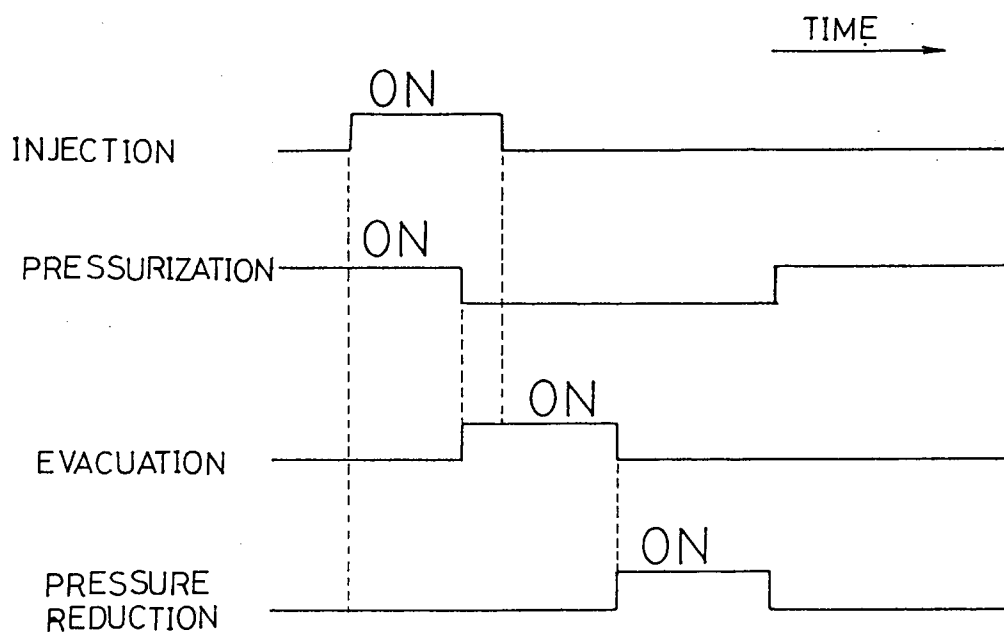 TIME
ON
INJECTION
ON
PRESSURIZATION
ON
EVACUATION
ON
PRESSURE
REDUCTION